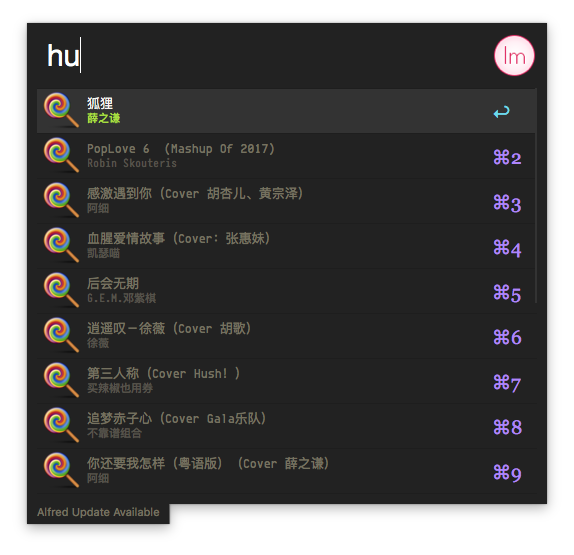 hu
lm
狐狸
薛之谦
PopLove 6 (Mashup Of 2017)
⌘2
Robin Skouteris
感激遇到你（Cover 胡杏儿、黄宗泽）
⌘3
阿细
血腥爱情故事（Cover：张惠妹）
⌘4
凯瑟喵
后会无期
⌘5
G.E.M.邓紫棋
逍遥叹－徐薇（Cover 胡歌）
⌘6
徐薇
第三人称（Cover Hush！）
⌘7
买辣椒也用券
追梦赤子心（Cover Gala乐队）
⌘8
不靠谱组合
你还要我怎样（粤语版）（Cover 薛之谦）
⌘9
阿细
Alfred Update Available